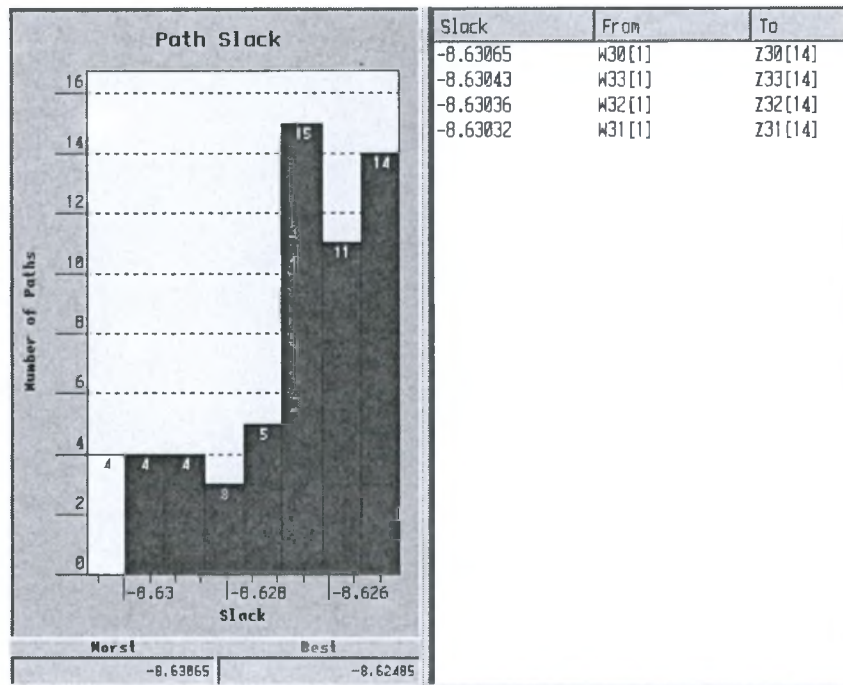 Path Slack
Number of Paths
16
14
12
10
8
6
4
2
0
4
4
4
3
5
15
11
14
-8.63
-8.628
-8.626
Slack
Worst
Best
-8.63065
-8.62485
Slack From To
-8.63065 W30[1] Z30[14]
-8.63043 W33[1] Z33[14]
-8.63036 W32[1] Z32[14]
-8.63032 W31[1] Z31[14]